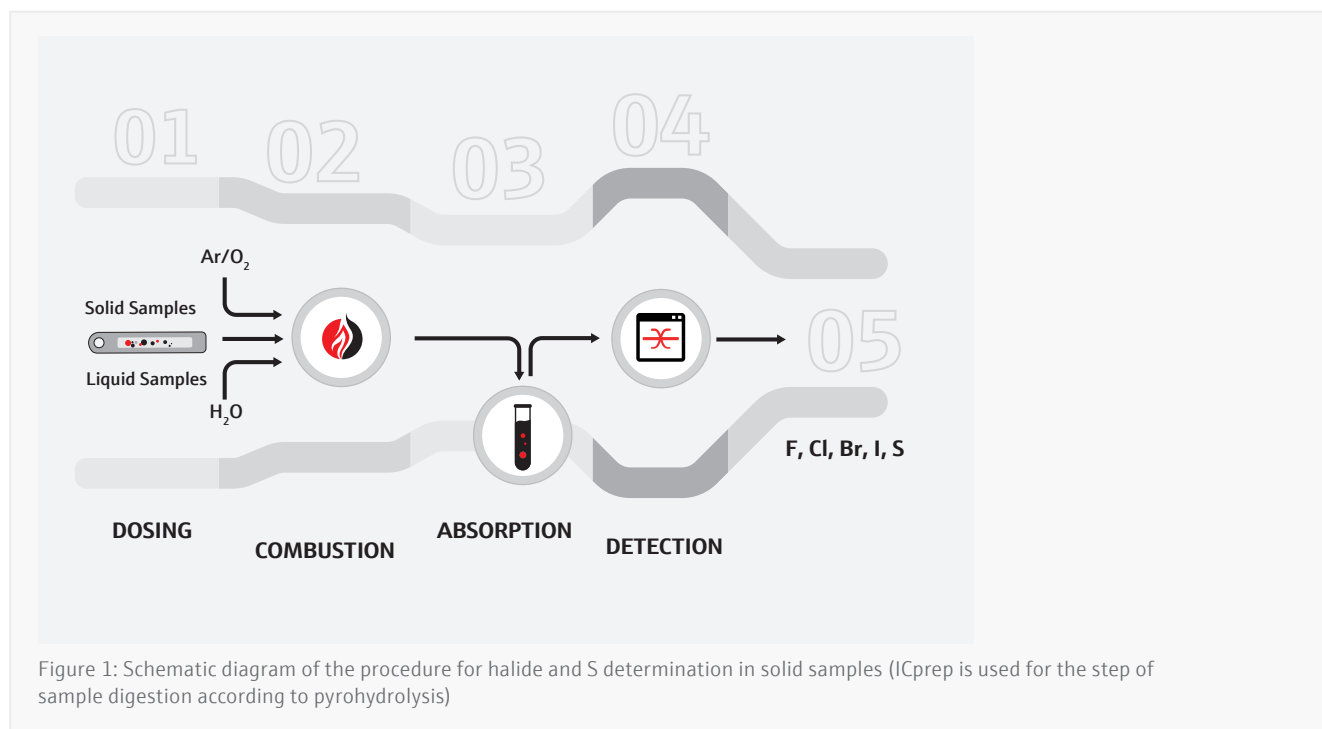 01
02
03
04
Ar/O₂
Solid Samples
Liquid Samples
H₂O
05
F, Cl, Br, I, S
DOSING
COMBUSTION
ABSORPTION
DETECTION
Figure 1: Schematic diagram of the procedure for halide and S determination in solid samples (ICprep is used for the step of
sample digestion according to pyrohydrolysis)